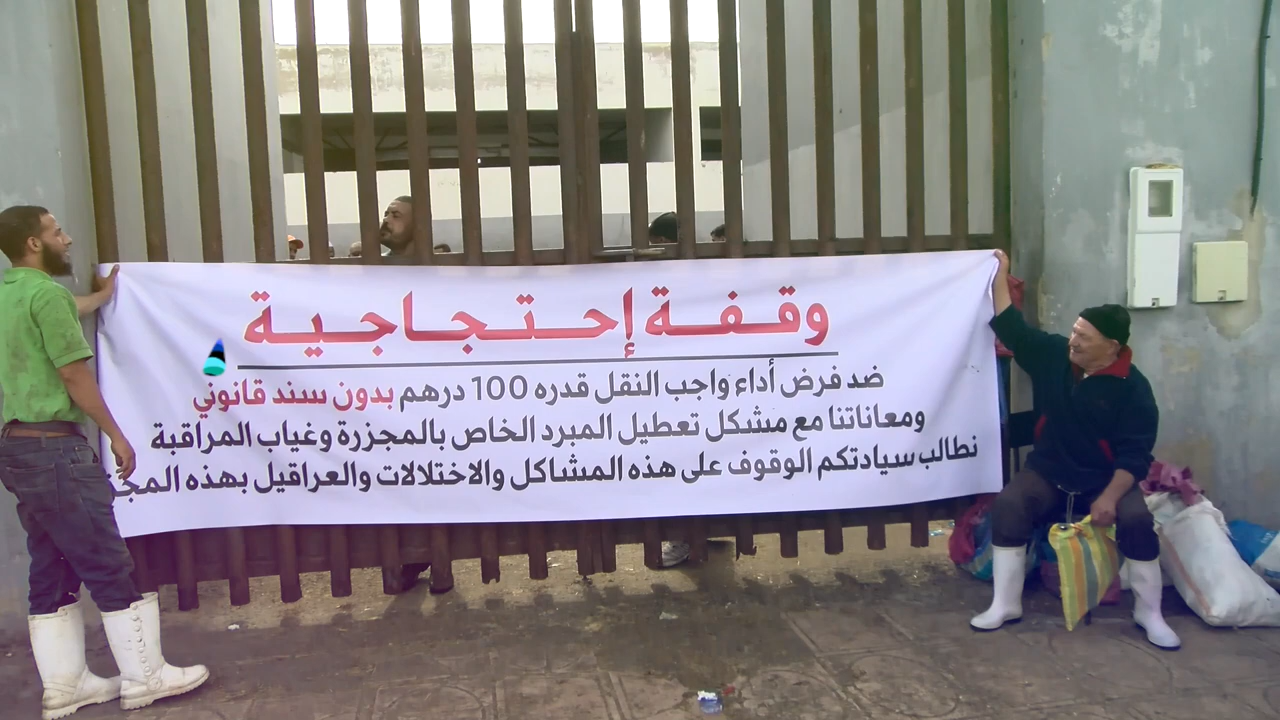 وقفة إحتجاجية
ضد فرض أداء واجب النقل قدره 100 درهم بدون سند قانوني
ومعاناتنا مع مشكل تعطيل المبرد الخاص بالمجزرة وغياب المراقبة
نطالب سيادتكم الوقوف على هذه المشاكل والاختلالات والعراقيل بهذه